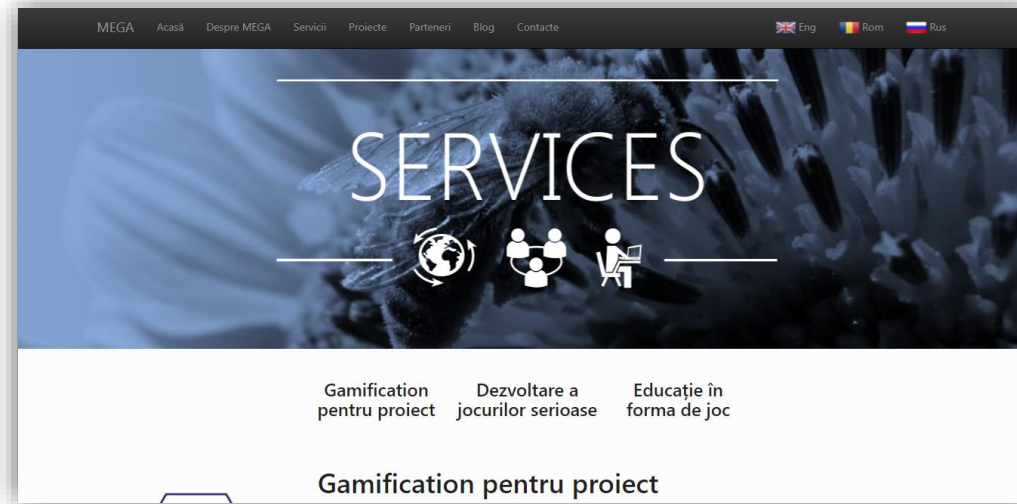 MEGA Acasă Despre MEGA Servicii Proiecte Parteneri Blog Contacte Eng Rom Rus
SERVICES
Gamification pentru proiect
Dezvoltare a jocurilor serioase
Educație în forma de joc
Gamification pentru proiect